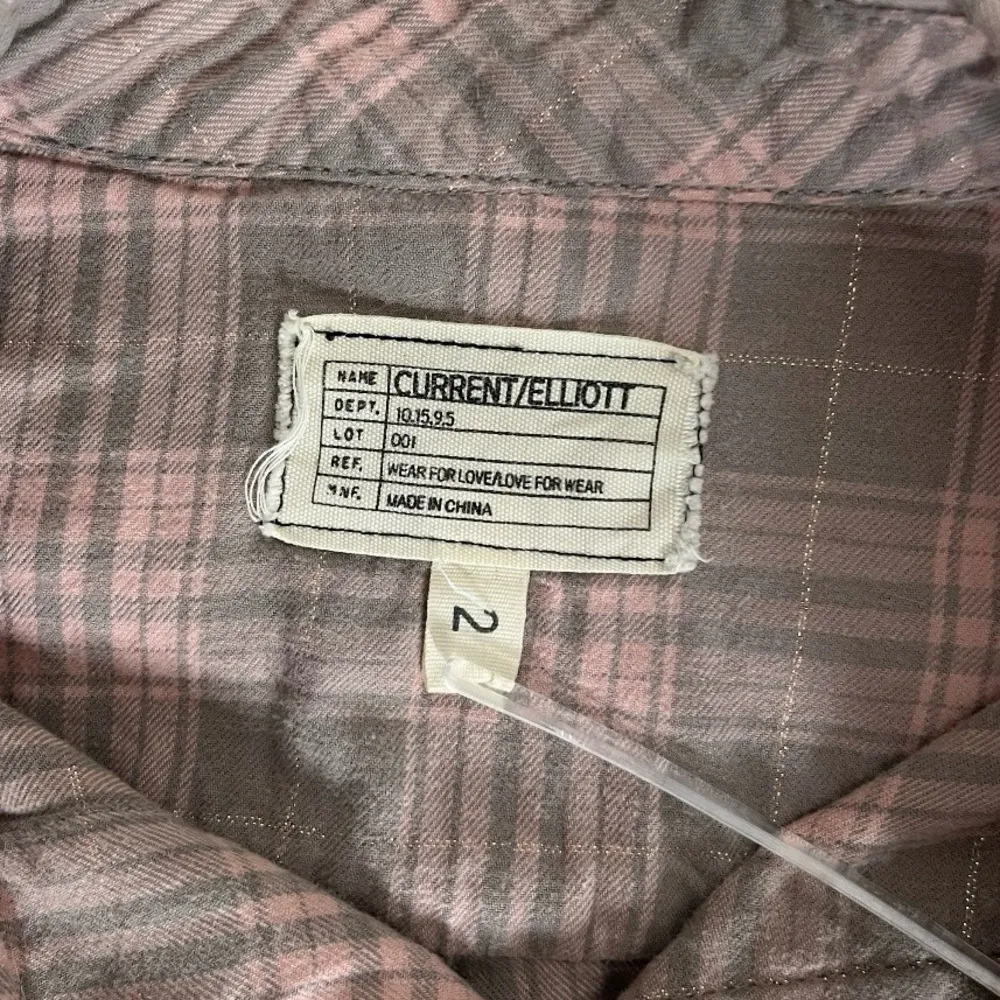 NAME CURRENT/ELLIOTT
DEPT. 10.15.9.5
LOT 001
REF. WEAR FOR LOVE/LOVE FOR WEAR
MNF. MADE IN CHINA
2